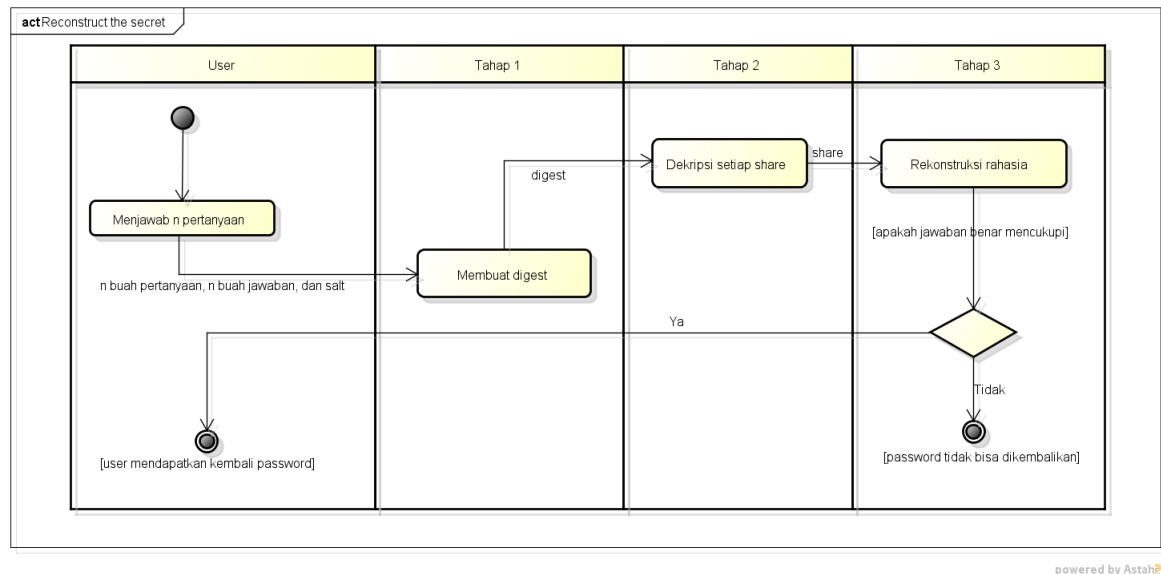 act Reconstruct the secret
User
Tahap 1
Tahap 2
Tahap 3
Menjawab n pertanyaan
n buah pertanyaan, n buah jawaban, dan salt
Membuat digest
digest
Dekripsi setiap share
share
Rekonstruksi rahasia
[apakah jawaban benar mencukupi]
Ya
Tidak
[user mendapatkan kembali password]
[password tidak bisa dikembalikan]
powered by Astah